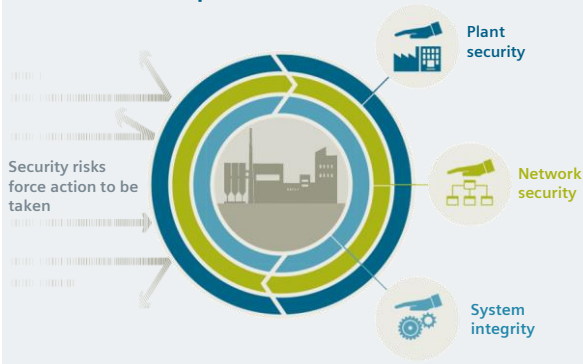 Plant
security
Security risks
force action to be
taken
Network
security
System
integrity